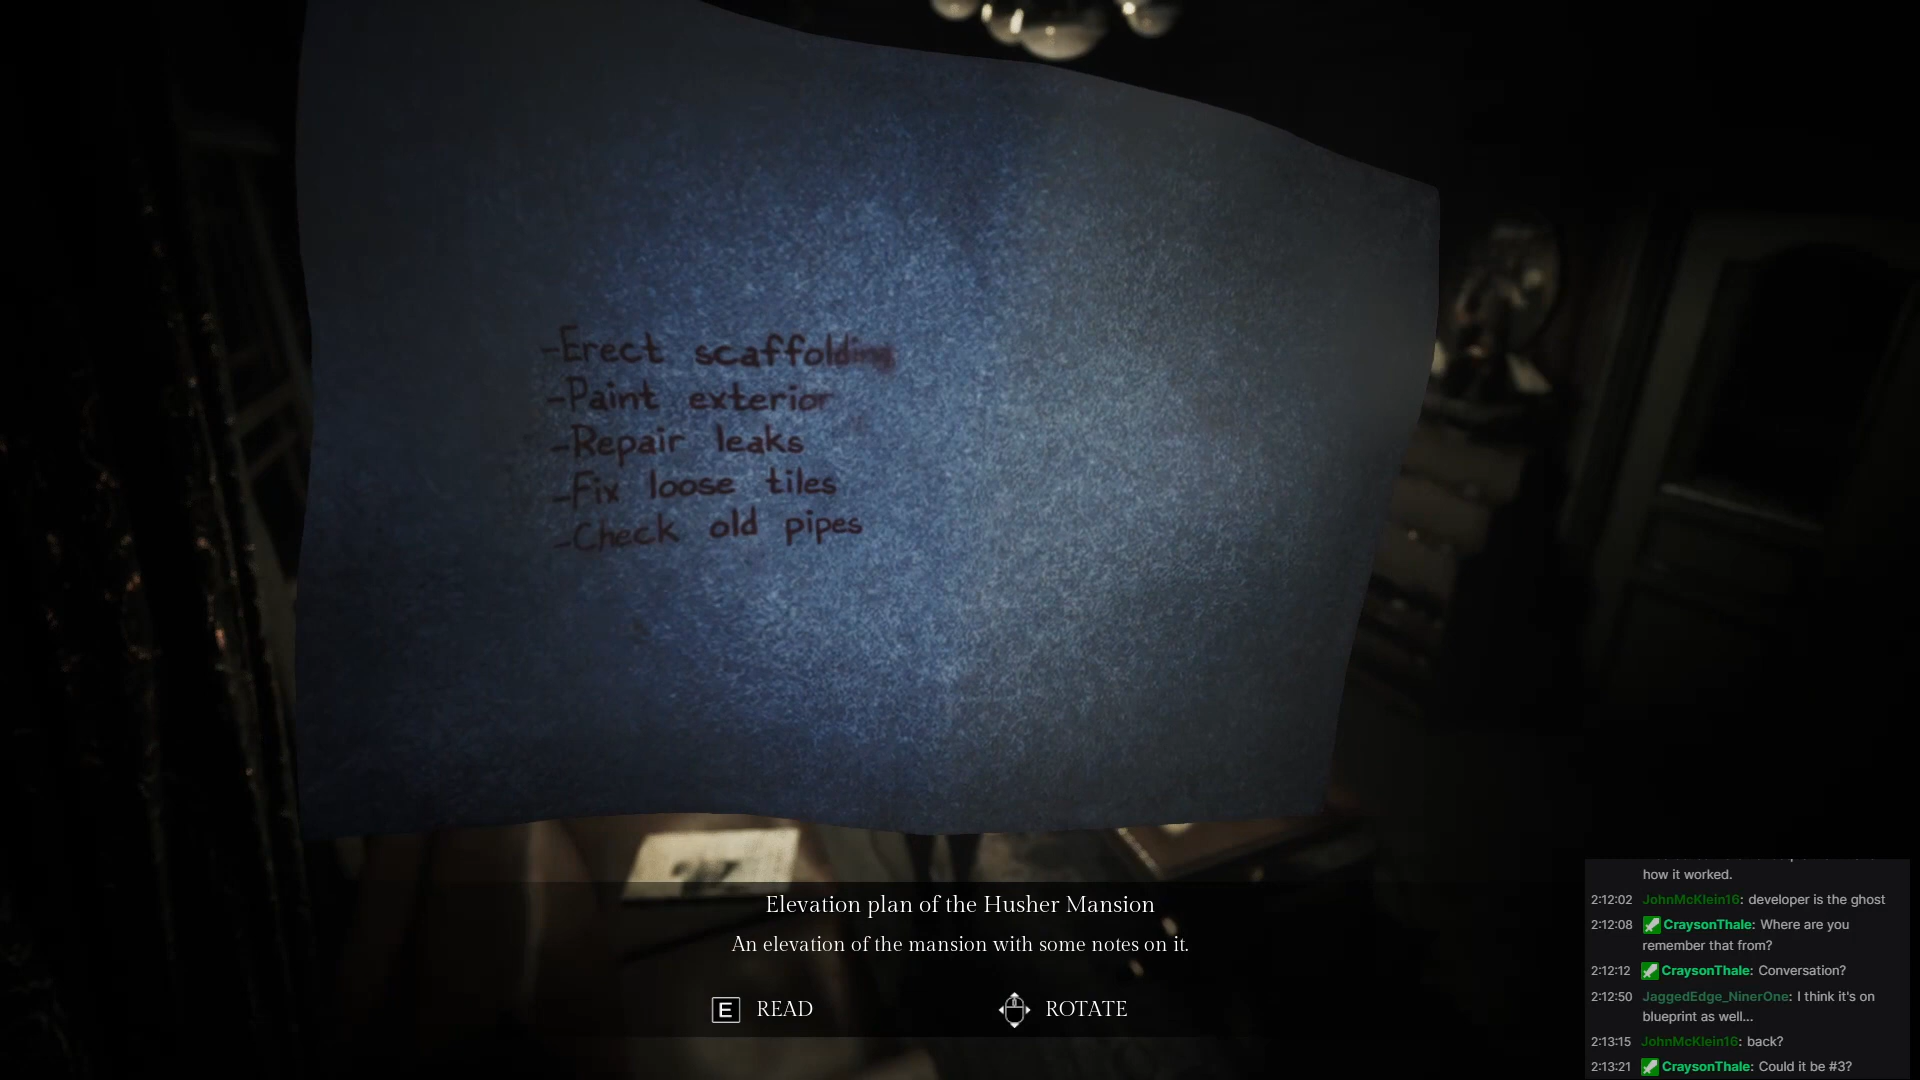 -Erect scaffolding
-Paint exterior
-Repair leaks
-Fix loose tiles
-Check old pipes
Elevation plan of the Husher Mansion
An elevation of the mansion with some notes on it.
E READ
ROTATE
how it worked.
2:12:02 JohnMcKlein16: developer is the ghost
2:12:08 CraysonThale: Where are you
remember that from?
2:12:12 CraysonThale: Conversation?
2:12:50 JaggedEdge_NinerOne: I think it's on
blueprint as well...
2:13:15 JohnMcKlein16: back?
2:13:21 CraysonThale: Could it be #3?